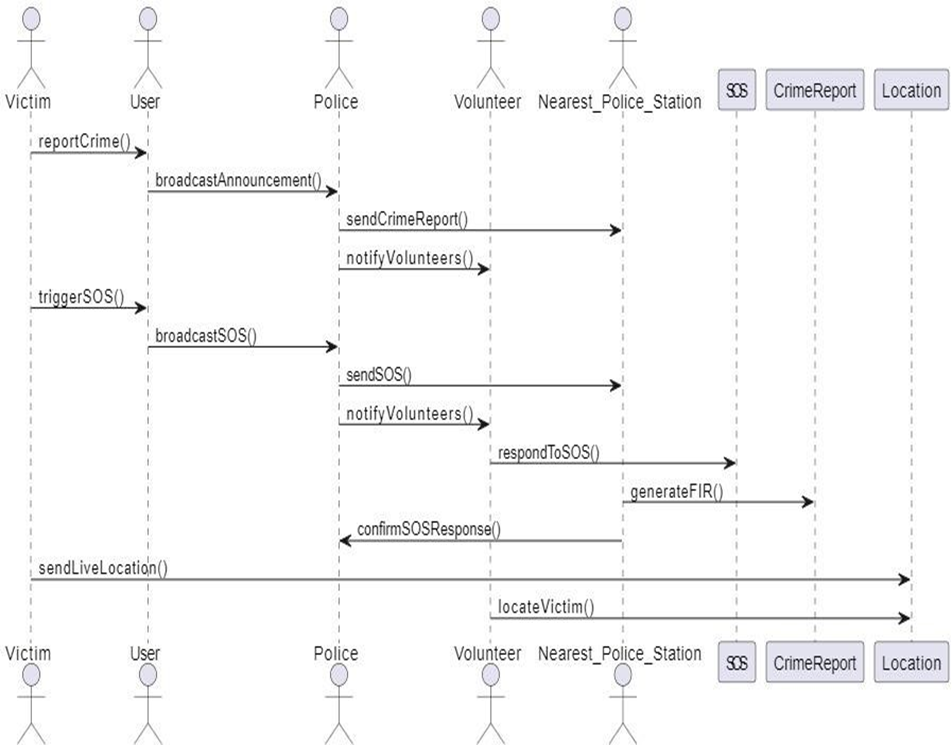 Victim User Police Volunteer Nearest_Police_Station SOS CrimeReport Location
reportCrime()
broadcastAnnouncement()
sendCrimeReport()
notifyVolunteers()
triggerSOS()
broadcastSOS()
sendSOS()
notifyVolunteers()
respondToSOS()
generateFIR()
confirmSOSResponse()
sendLiveLocation()
locateVictim()
Victim User Police Volunteer Nearest_Police_Station SOS CrimeReport Location